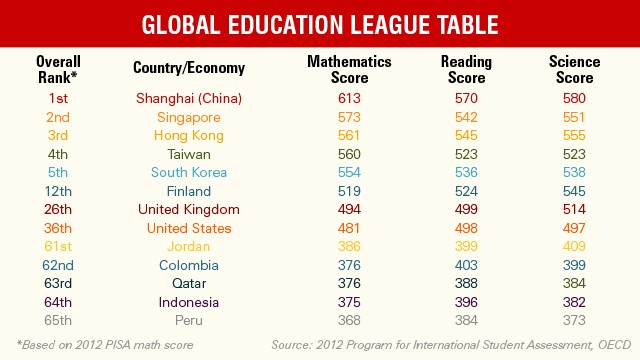 GLOBAL EDUCATION LEAGUE TABLE
Overall Rank* Country/Economy Mathematics Score Reading Score Science Score
1st Shanghai (China) 613 570 580
2nd Singapore 573 542 551
3rd Hong Kong 561 545 555
4th Taiwan 560 523 523
5th South Korea 554 536 538
12th Finland 519 524 545
26th United Kingdom 494 499 514
36th United States 481 498 497
61st Jordan 386 399 409
62nd Colombia 376 403 399
63rd Qatar 376 388 384
64th Indonesia 375 396 382
65th Peru 368 384 373
*Based on 2012 PISA math score Source: 2012 Program for International Student Assessment, OECD